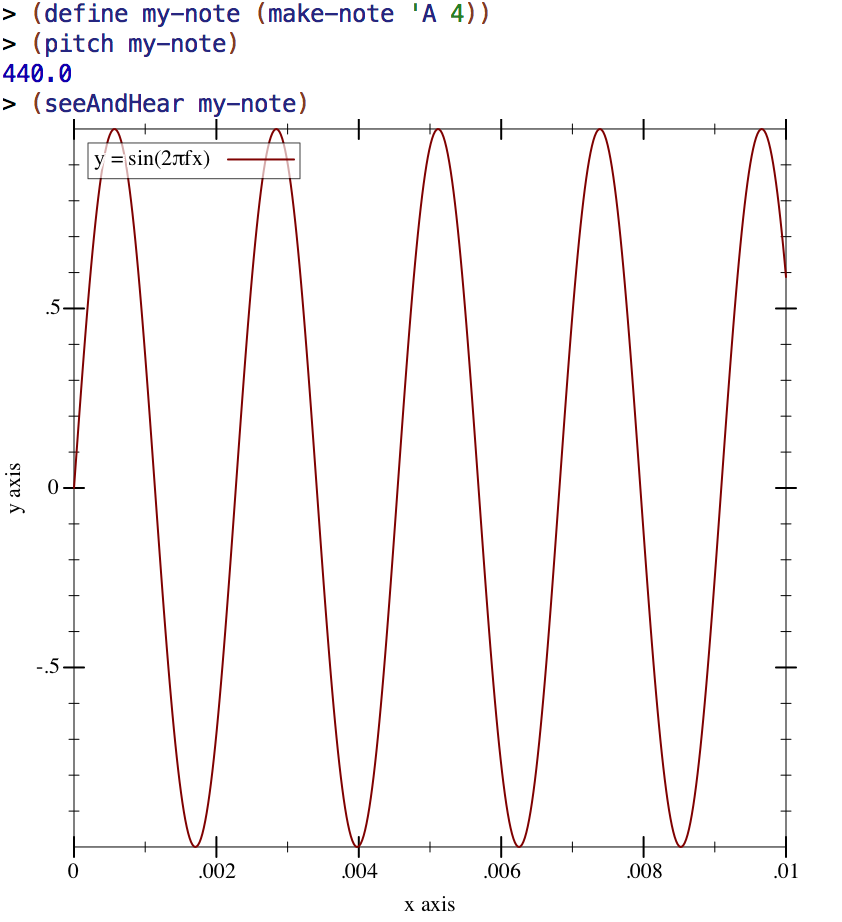 > (define my-note (make-note 'A 4))
> (pitch my-note)
440.0
> (seeAndHear my-note)
y = sin(2πfx)
.5
0
-.5
y axis
0 .002 .004 .006 .008 .01
x axis